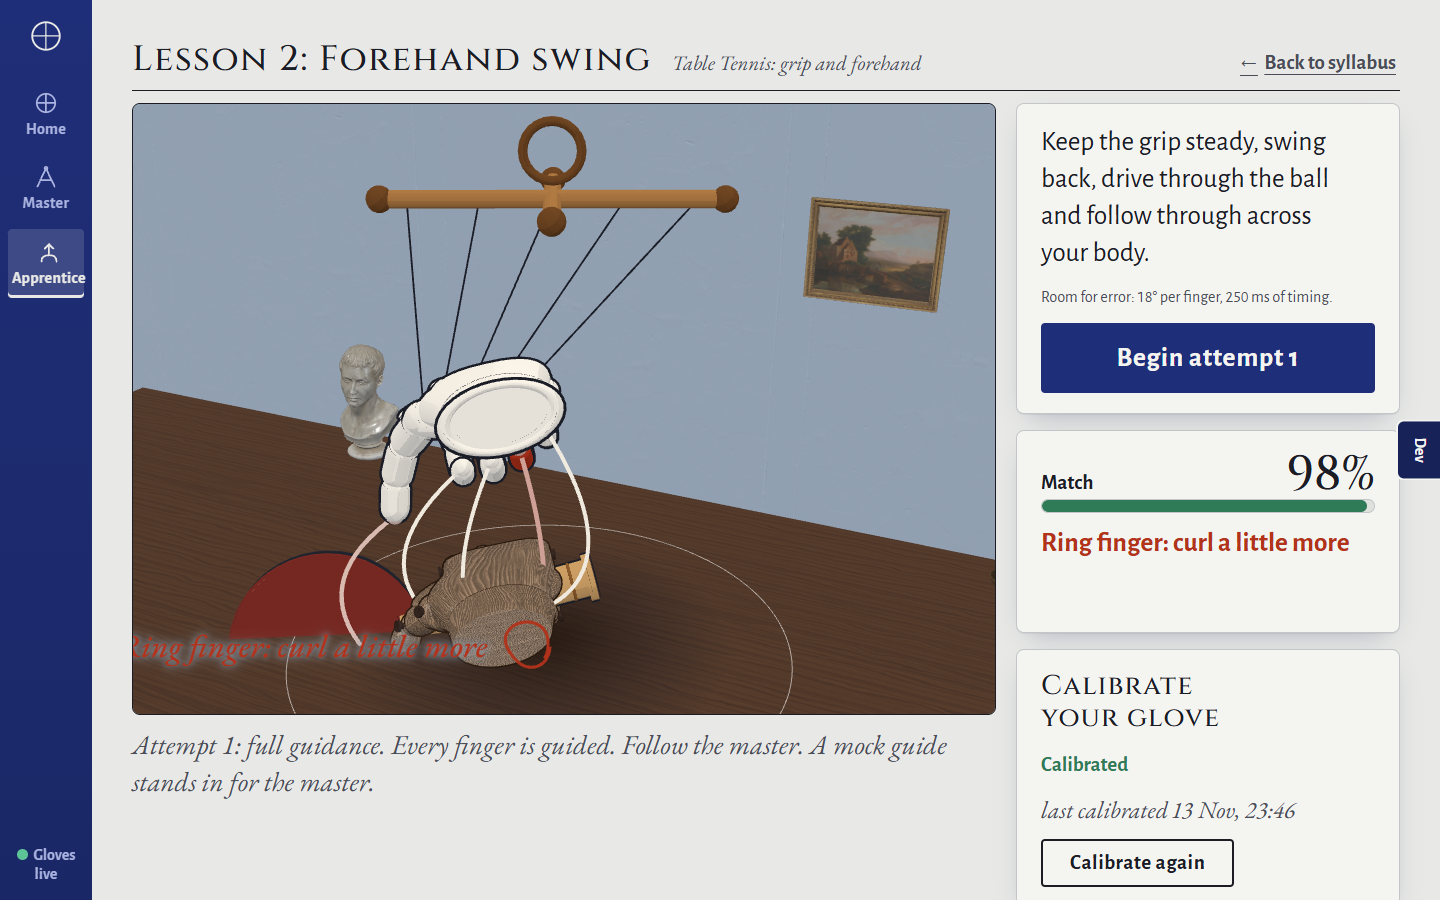 Home
Master
Apprentice
Gloves
live
Lesson 2: Forehand swing
Table Tennis: grip and forehand
← Back to syllabus
Ring finger: curl a little more
Attempt 1: full guidance. Every finger is guided. Follow the master. A mock guide
stands in for the master.
Keep the grip steady, swing
back, drive through the ball
and follow through across
your body.
Room for error: 18° per finger, 250 ms of timing.
Begin attempt 1
Match
98%
Ring finger: curl a little more
Calibrate
your glove
Calibrated
last calibrated 13 Nov, 23:46
Calibrate again
Dev